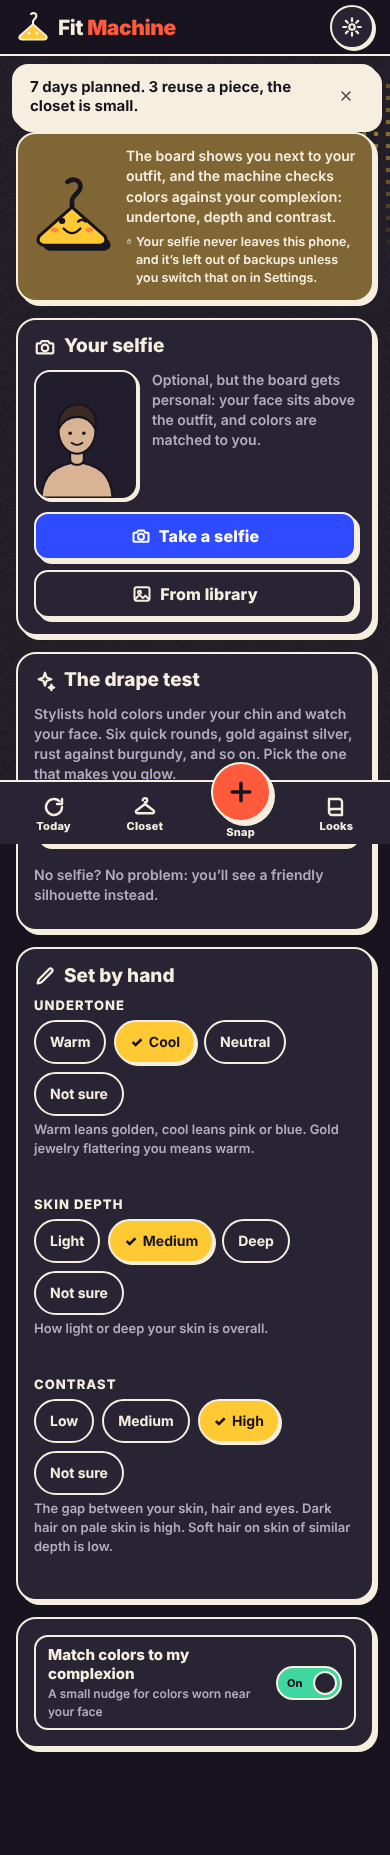 Fit Machine
7 days planned. 3 reuse a piece, the
closet is small.
The board shows you next to your
outfit, and the machine checks
colors against your complexion:
undertone, depth and contrast.
Your selfie never leaves this phone,
and it’s left out of backups unless
you switch that on in Settings.
Your selfie
Optional, but the board gets
personal: your face sits above
the outfit, and colors are
matched to you.
Take a selfie
From library
The drape test
Stylists hold colors under your chin and watch
your face. Six quick rounds, gold against silver,
rust against burgundy, and so on. Pick the one
that makes you glow.
Today
Closet
Snap
Looks
No selfie? No problem: you’ll see a friendly
silhouette instead.
Set by hand
UNDERTONE
Warm
Cool
Neutral
Not sure
Warm leans golden, cool leans pink or blue. Gold
jewelry flattering you means warm.
SKIN DEPTH
Light
Medium
Deep
Not sure
How light or deep your skin is overall.
CONTRAST
Low
Medium
High
Not sure
The gap between your skin, hair and eyes. Dark
hair on pale skin is high. Soft hair on skin of similar
depth is low.
Match colors to my
complexion
A small nudge for colors worn near
your face
On